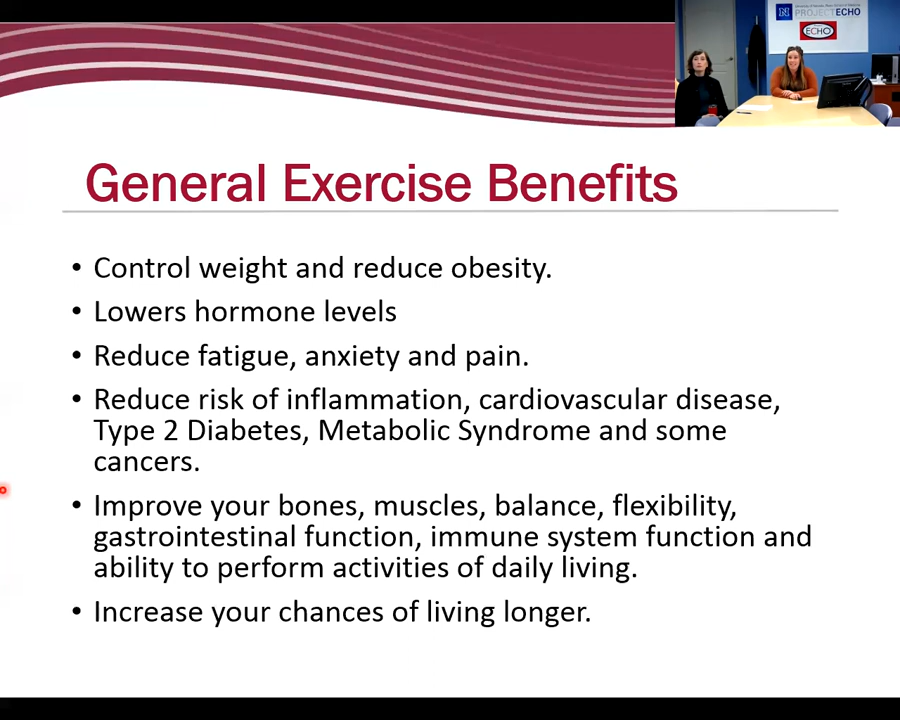 PROJECT ECHO
ECHO
General Exercise Benefits
• Control weight and reduce obesity.
• Lowers hormone levels
• Reduce fatigue, anxiety and pain.
• Reduce risk of inflammation, cardiovascular disease,
Type 2 Diabetes, Metabolic Syndrome and some
cancers.
• Improve your bones, muscles, balance, flexibility,
gastrointestinal function, immune system function and
ability to perform activities of daily living.
• Increase your chances of living longer.